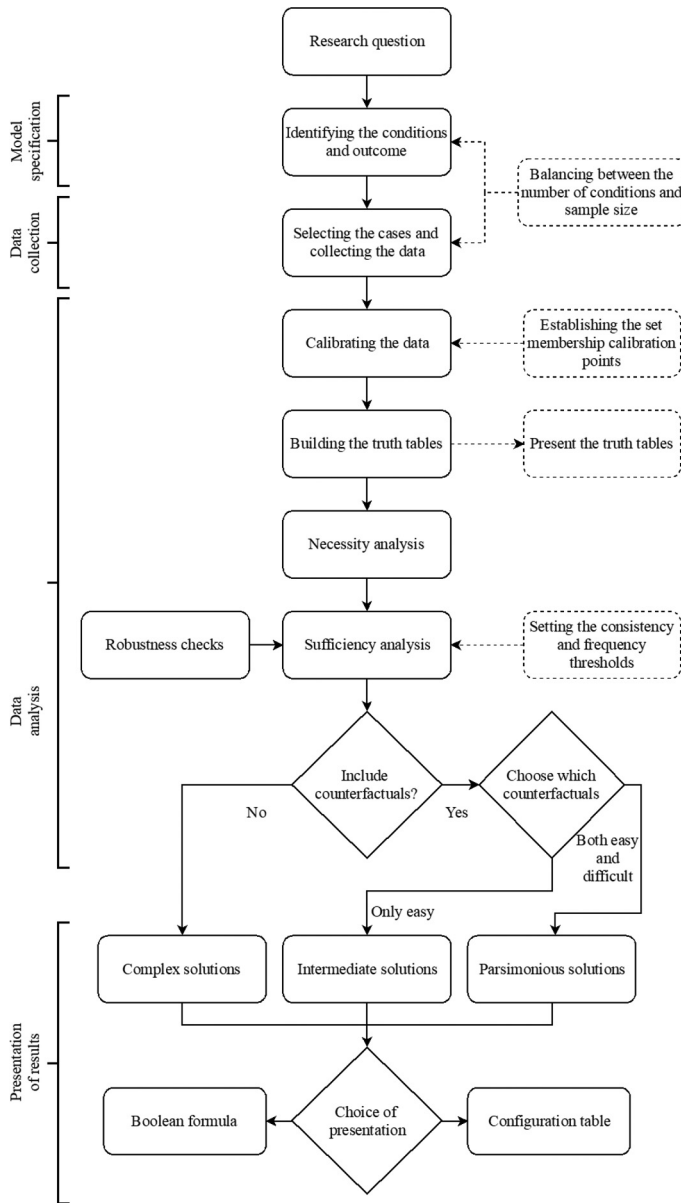 Research question
Model
specification
Identifying the conditions
and outcome
Balancing between the
number of conditions and
sample size
Data
collection
Selecting the cases and
collecting the data
Calibrating the data
Establishing the set
membership calibration
points
Building the truth tables
Present the truth tables
Necessity analysis
Data
analysis
Robustness checks
Sufficiency analysis
Setting the consistency
and frequency
thresholds
Include
counterfactuals?
Choose which
counterfactuals
No
Yes
Both easy
and
difficult
Only easy
Presentation
of results
Complex solutions
Intermediate solutions
Parsimonious solutions
Boolean formula
Choice of
presentation
Configuration table